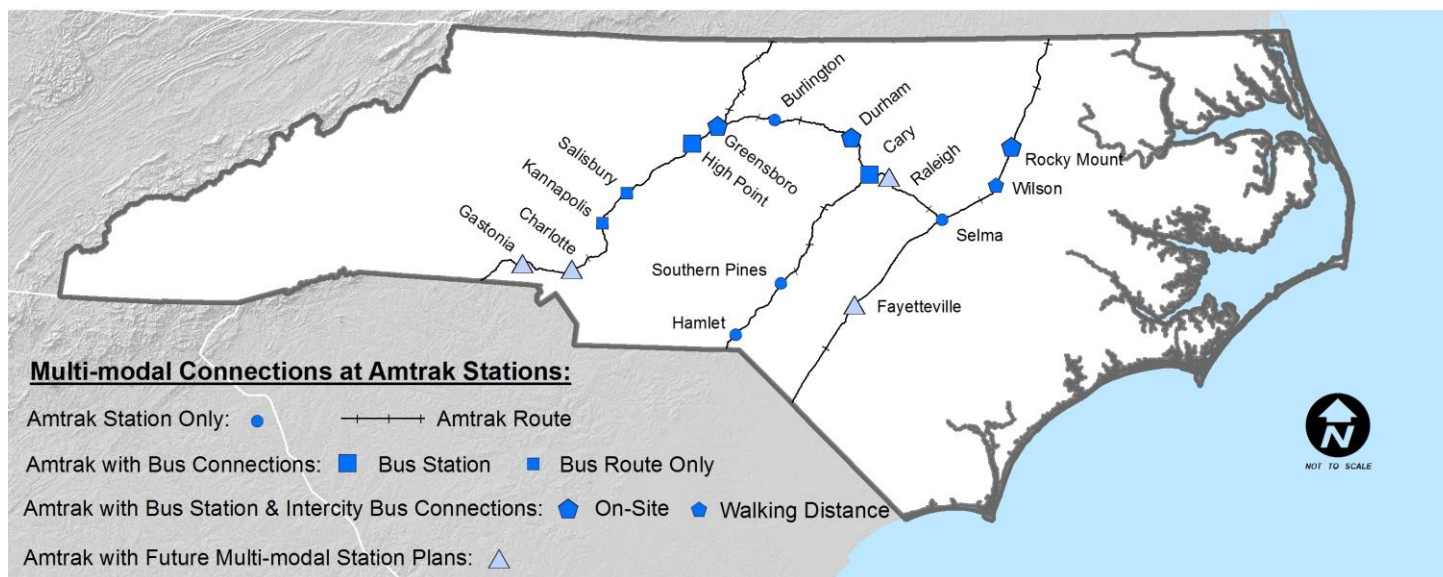 Burlington
Durham
Cary
Raleigh
Greensboro
High Point
Salisbury
Kannapolis
Charlotte
Gastonia
Rocky Mount
Wilson
Selma
Southern Pines
Fayetteville
Hamlet
Multi-modal Connections at Amtrak Stations:
Amtrak Station Only: Amtrak Route
Amtrak with Bus Connections: Bus Station Bus Route Only
Amtrak with Bus Station & Intercity Bus Connections: On-Site Walking Distance
Amtrak with Future Multi-modal Station Plans:
N
NOT TO SCALE